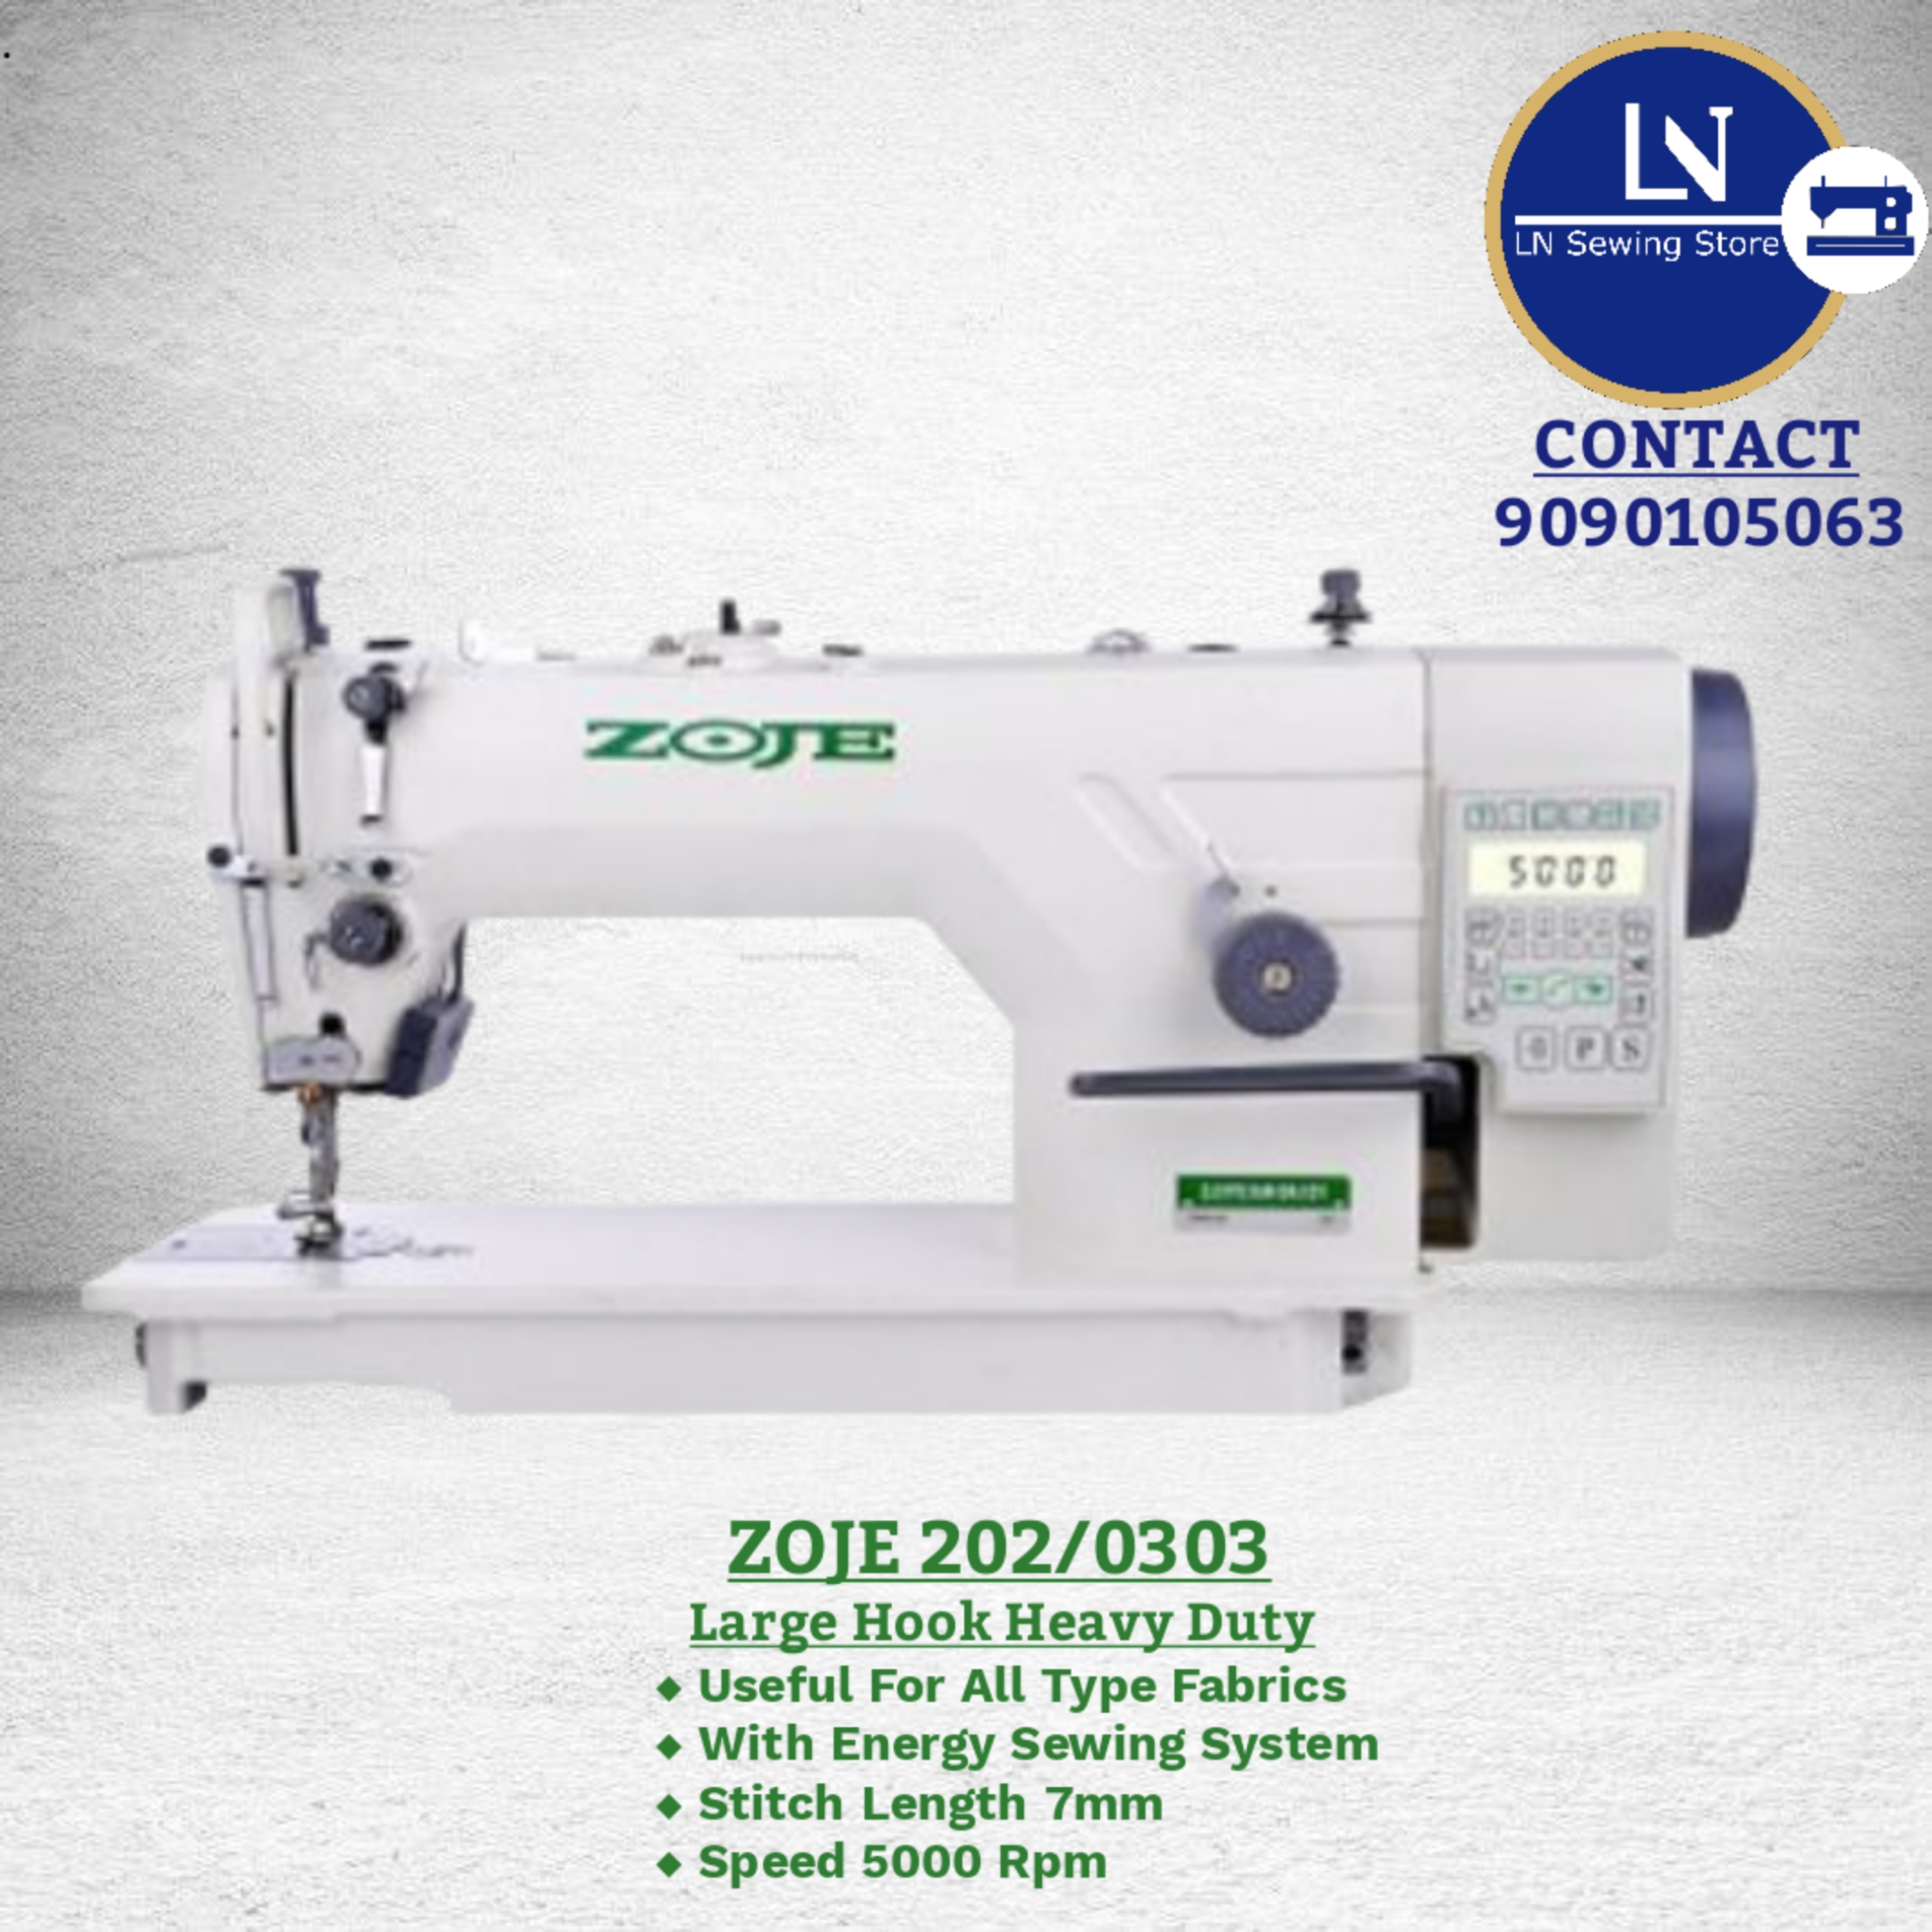 LN
LN Sewing Store
CONTACT
9090105063
ZOJE
5000
P S
ZOJE 202/0303
Large Hook Heavy Duty
◆ Useful For All Type Fabrics
◆ With Energy Sewing System
◆ Stitch Length 7mm
◆ Speed 5000 Rpm